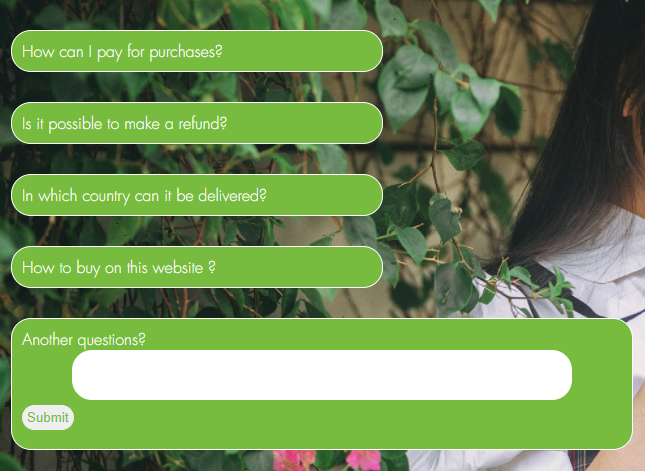 How can I pay for purchases?
Is it possible to make a refund?
In which country can it be delivered?
How to buy on this website ?
Another questions?
Submit